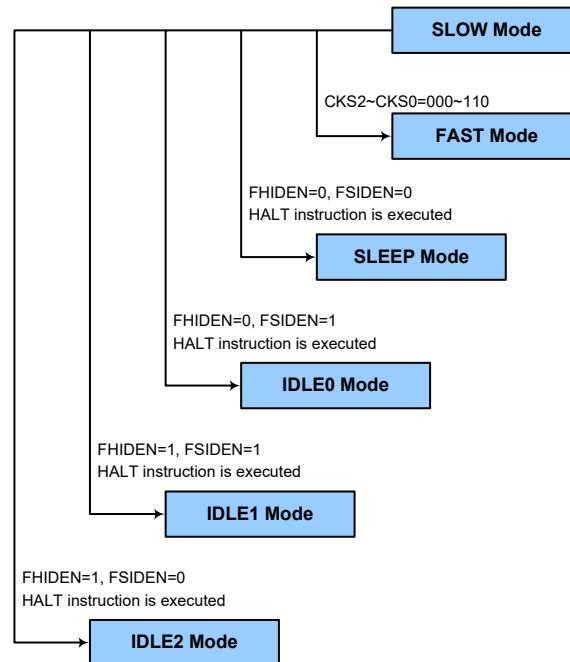 SLOW Mode
CKS2~CKS0=000~110
FAST Mode
FHIDEN=0, FSIDEN=0
HALT instruction is executed
SLEEP Mode
FHIDEN=0, FSIDEN=1
HALT instruction is executed
IDLE0 Mode
FHIDEN=1, FSIDEN=1
HALT instruction is executed
IDLE1 Mode
FHIDEN=1, FSIDEN=0
HALT instruction is executed
IDLE2 Mode